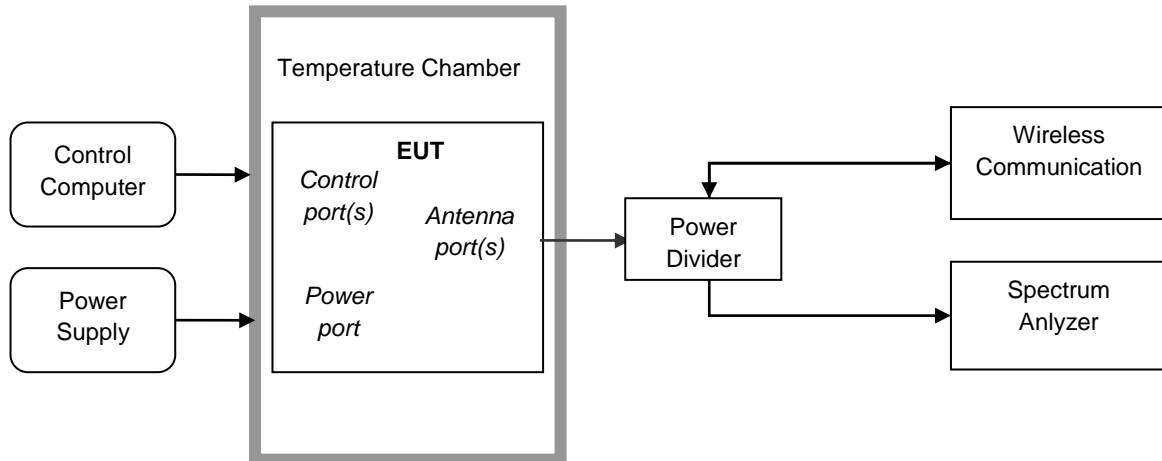 Temperature Chamber
Control
Computer
Power
Supply
EUT
Control
port(s)
Antenna
port(s)
Power
port
Power
Divider
Wireless
Communication
Spectrum
Anlyzer